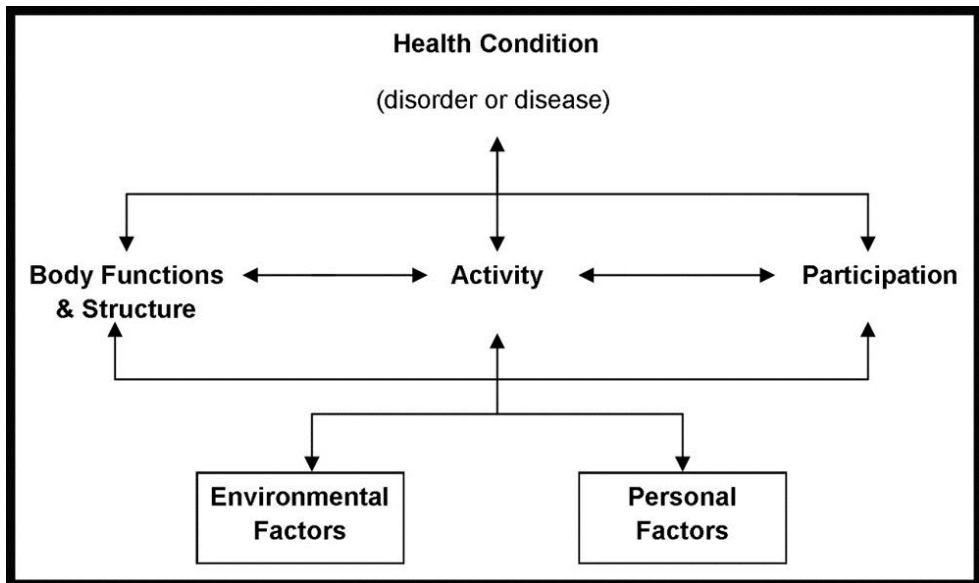 Health Condition
(disorder or disease)
Body Functions
& Structure
Activity
Participation
Environmental
Factors
Personal
Factors